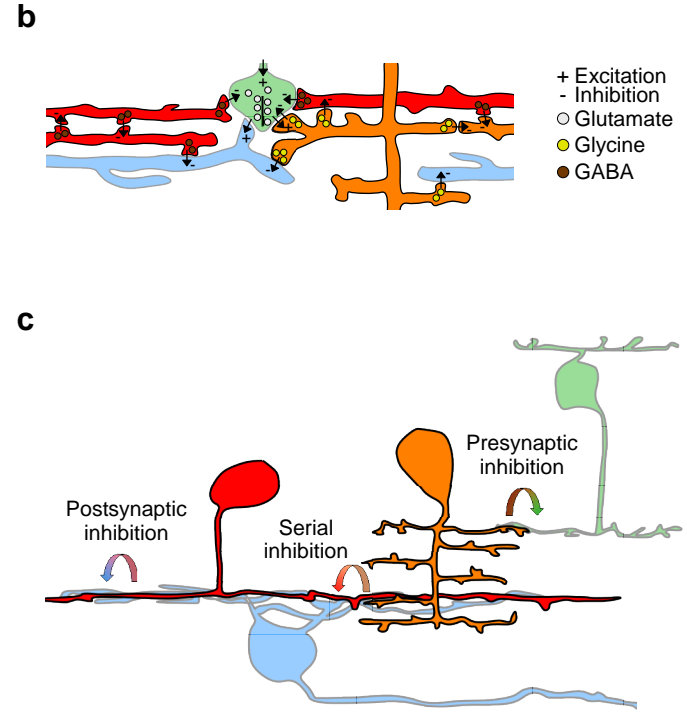 b
+ Excitation
- Inhibition
Glutamate
Glycine
GABA
+
-
-
-
+
-
-
+
-
-
-
-
c
Presynaptic
inhibition
Postsynaptic
inhibition
Serial
inhibition